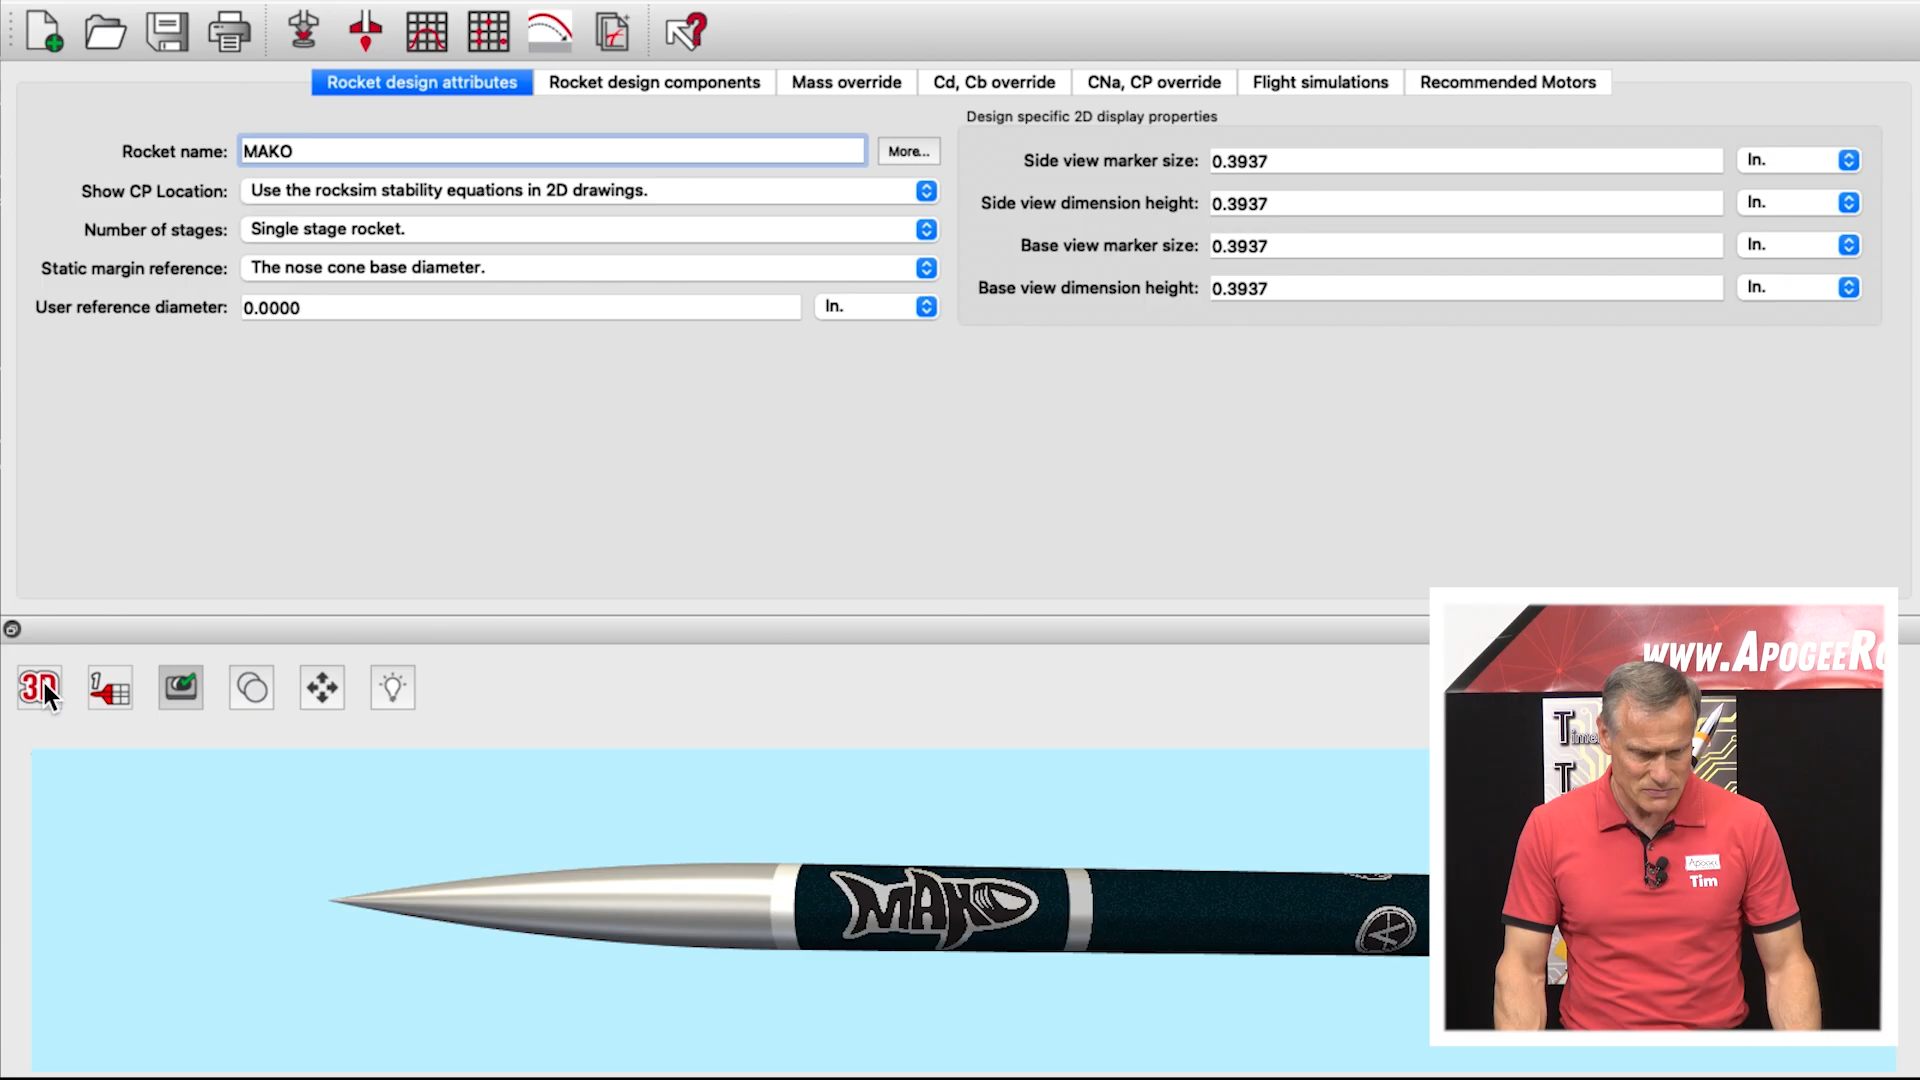 Rocket design attributes
Rocket design components
Mass override
Cd, Cb override
CNa, CP override
Flight simulations
Recommended Motors
Rocket name: MAKO More...
Show CP Location: Use the rocksim stability equations in 2D drawings.
Number of stages: Single stage rocket.
Static margin reference: The nose cone base diameter.
User reference diameter: 0.0000 In.
Design specific 2D display properties
Side view marker size: 0.3937 In.
Side view dimension height: 0.3937 In.
Base view marker size: 0.3937 In.
Base view dimension height: 0.3937 In.
3D
1
MAKO
A
www.ApogeeRo
Time
T
Apogee
Tim